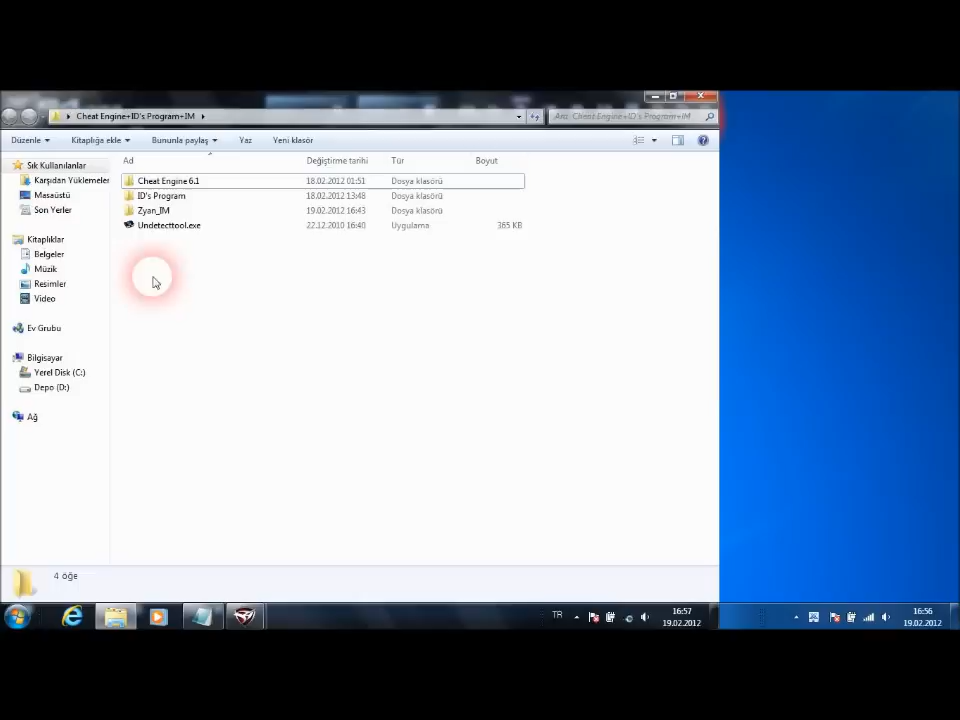 Cheat Engine+ID's Program+IM
Ara: Cheat Engine+ID's Program+IM
Düzenle
Kitaplığa ekle
Bununla paylaş
Yaz
Yeni klasör
Ad
Değiştirme tarihi
Tür
Boyut
Sık Kullanılanlar
Karşıdan Yüklemeler
Masaüstü
Son Yerler
Kitaplıklar
Belgeler
Müzik
Resimler
Video
Ev Grubu
Bilgisayar
Yerel Disk (C:)
Depo (D:)
Ağ
Cheat Engine 6.1 18.02.2012 01:51 Dosya klasörü
ID's Program 18.02.2012 13:48 Dosya klasörü
Zyan_IM 19.02.2012 16:43 Dosya klasörü
Undetecttool.exe 22.12.2010 16:40 Uygulama 365 KB
4 öğe
TR
16:57
19.02.2012
16:56
19.02.2012